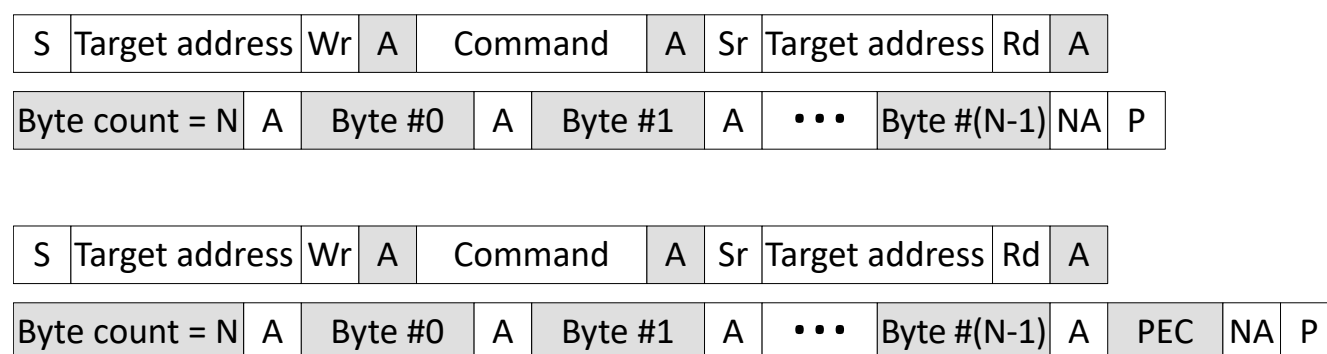 S Target address Wr A Command A Sr Target address Rd A
Byte count = N A Byte #0 A Byte #1 A ••• Byte #(N-1) NA P
S Target address Wr A Command A Sr Target address Rd A
Byte count = N A Byte #0 A Byte #1 A ••• Byte #(N-1) A PEC NA P